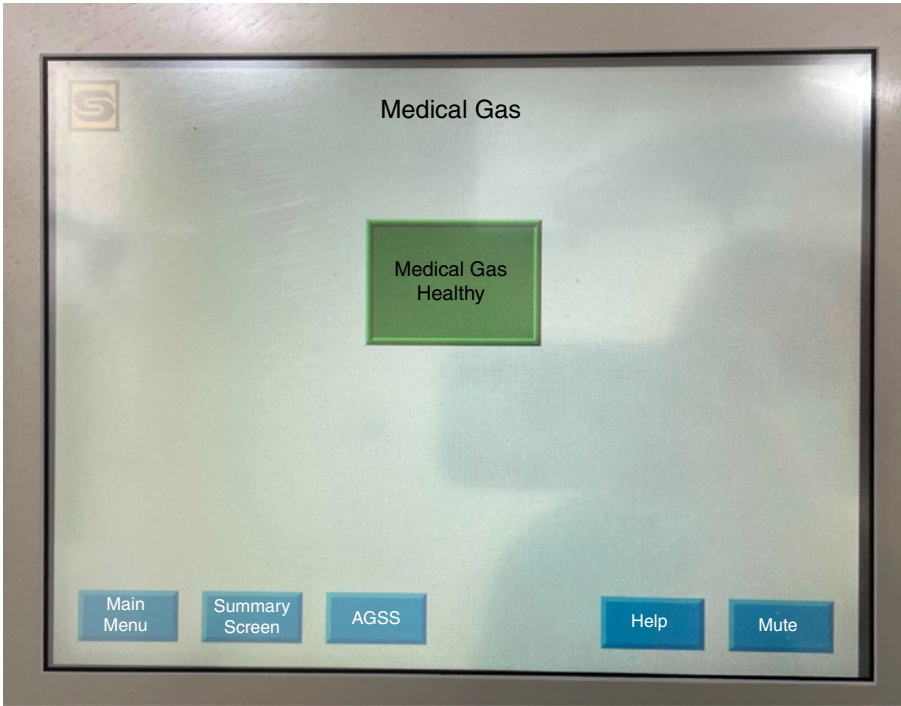 Medical Gas
Medical Gas
Healthy
Main
Menu
Summary
Screen
AGSS
Help
Mute